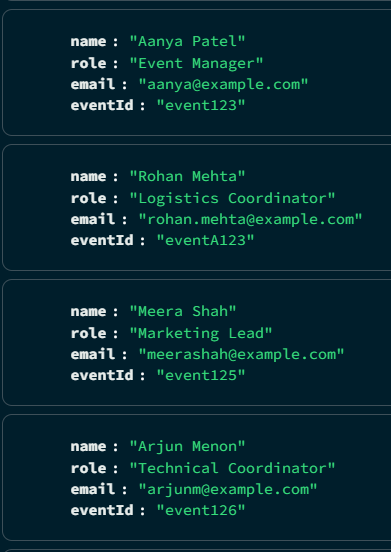 name : "Aanya Patel"
role : "Event Manager"
email : "aanya@example.com"
eventId : "event123"
name : "Rohan Mehta"
role : "Logistics Coordinator"
email : "rohan.mehta@example.com"
eventId : "eventA123"
name : "Meera Shah"
role : "Marketing Lead"
email : "meerashah@example.com"
eventId : "event125"
name : "Arjun Menon"
role : "Technical Coordinator"
email : "arjunm@example.com"
eventId : "event126"